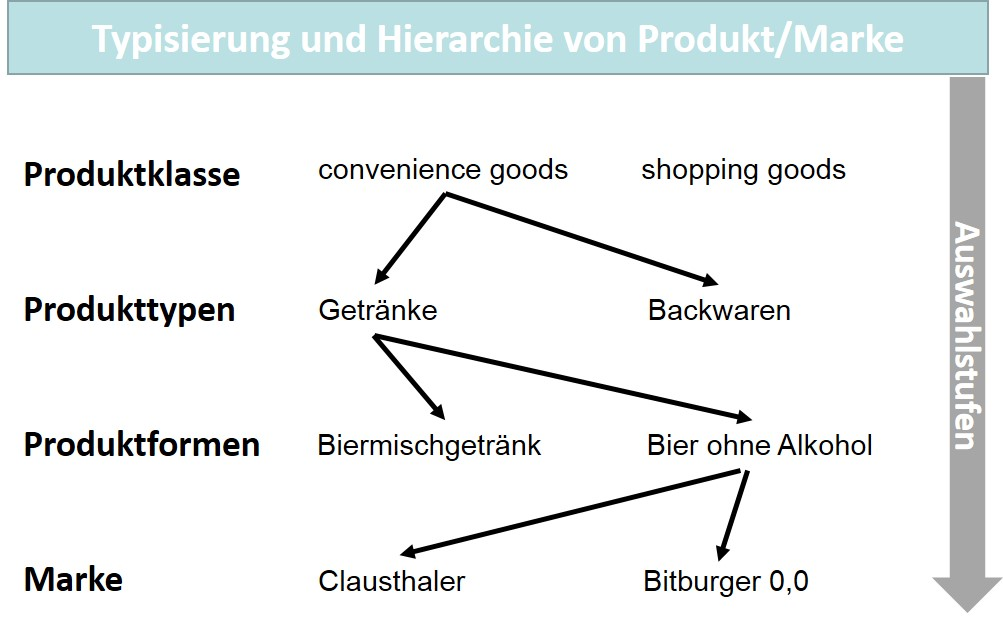 Typisierung und Hierarchie von Produkt/Marke
Produktklasse convenience goods shopping goods
Produkttypen Getränke Backwaren
Produktformen Biermischgetränk Bier ohne Alkohol
Marke Clausthaler Bitburger 0,0
Auswahlstufen